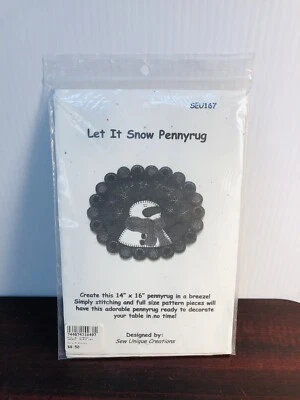 SEU167
Let It Snow Pennyrug
Create this 14" x 16" pennyrug in a breeze!
Simply stitching and full size pattern pieces will
have this adorable pennyrug ready to decorate
your table in no time!
Designed by:
Sew Unique Creations